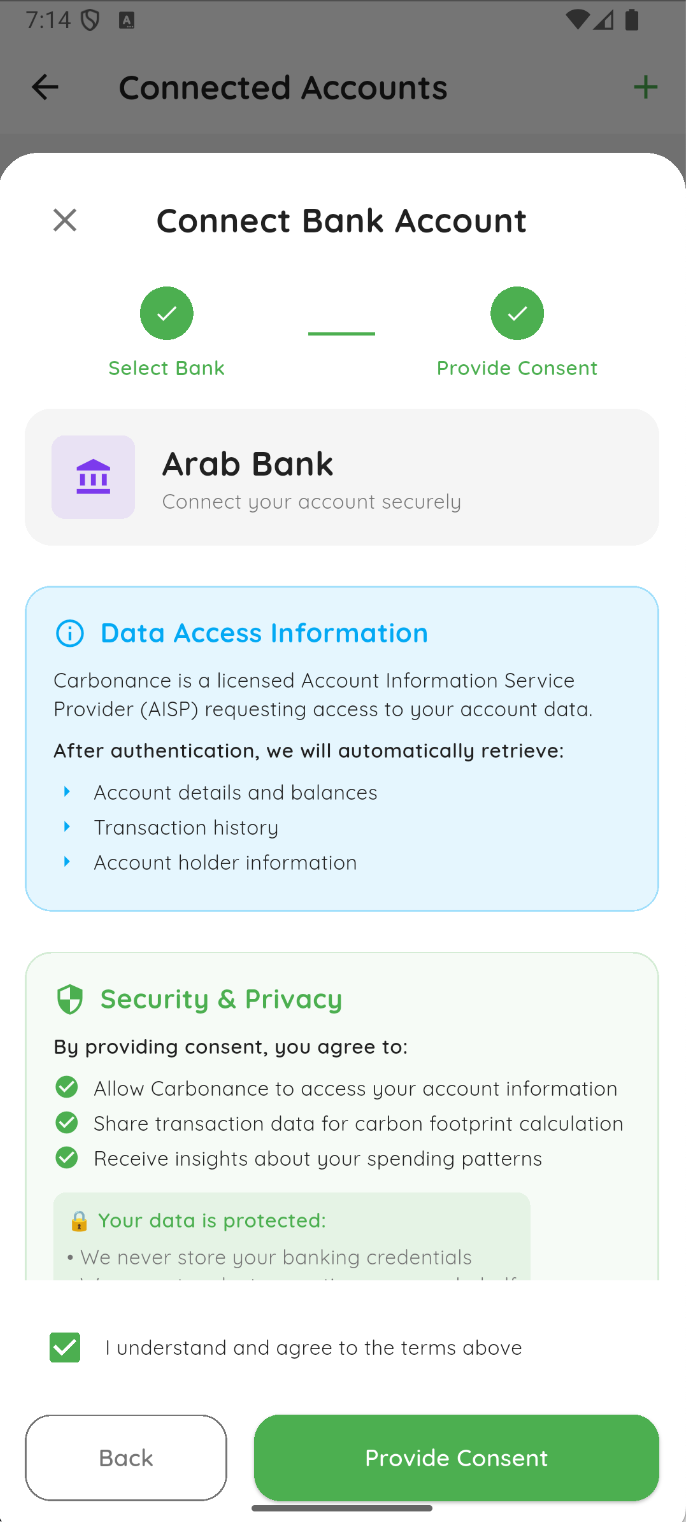 7:14 A
Connected Accounts +
Connect Bank Account
Select Bank
Provide Consent
Arab Bank
Connect your account securely
Data Access Information
Carbonance is a licensed Account Information Service
Provider (AISP) requesting access to your account data.
After authentication, we will automatically retrieve:
Account details and balances
Transaction history
Account holder information
Security & Privacy
By providing consent, you agree to:
Allow Carbonance to access your account information
Share transaction data for carbon footprint calculation
Receive insights about your spending patterns
🔒 Your data is protected:
• We never store your banking credentials
I understand and agree to the terms above
Back
Provide Consent